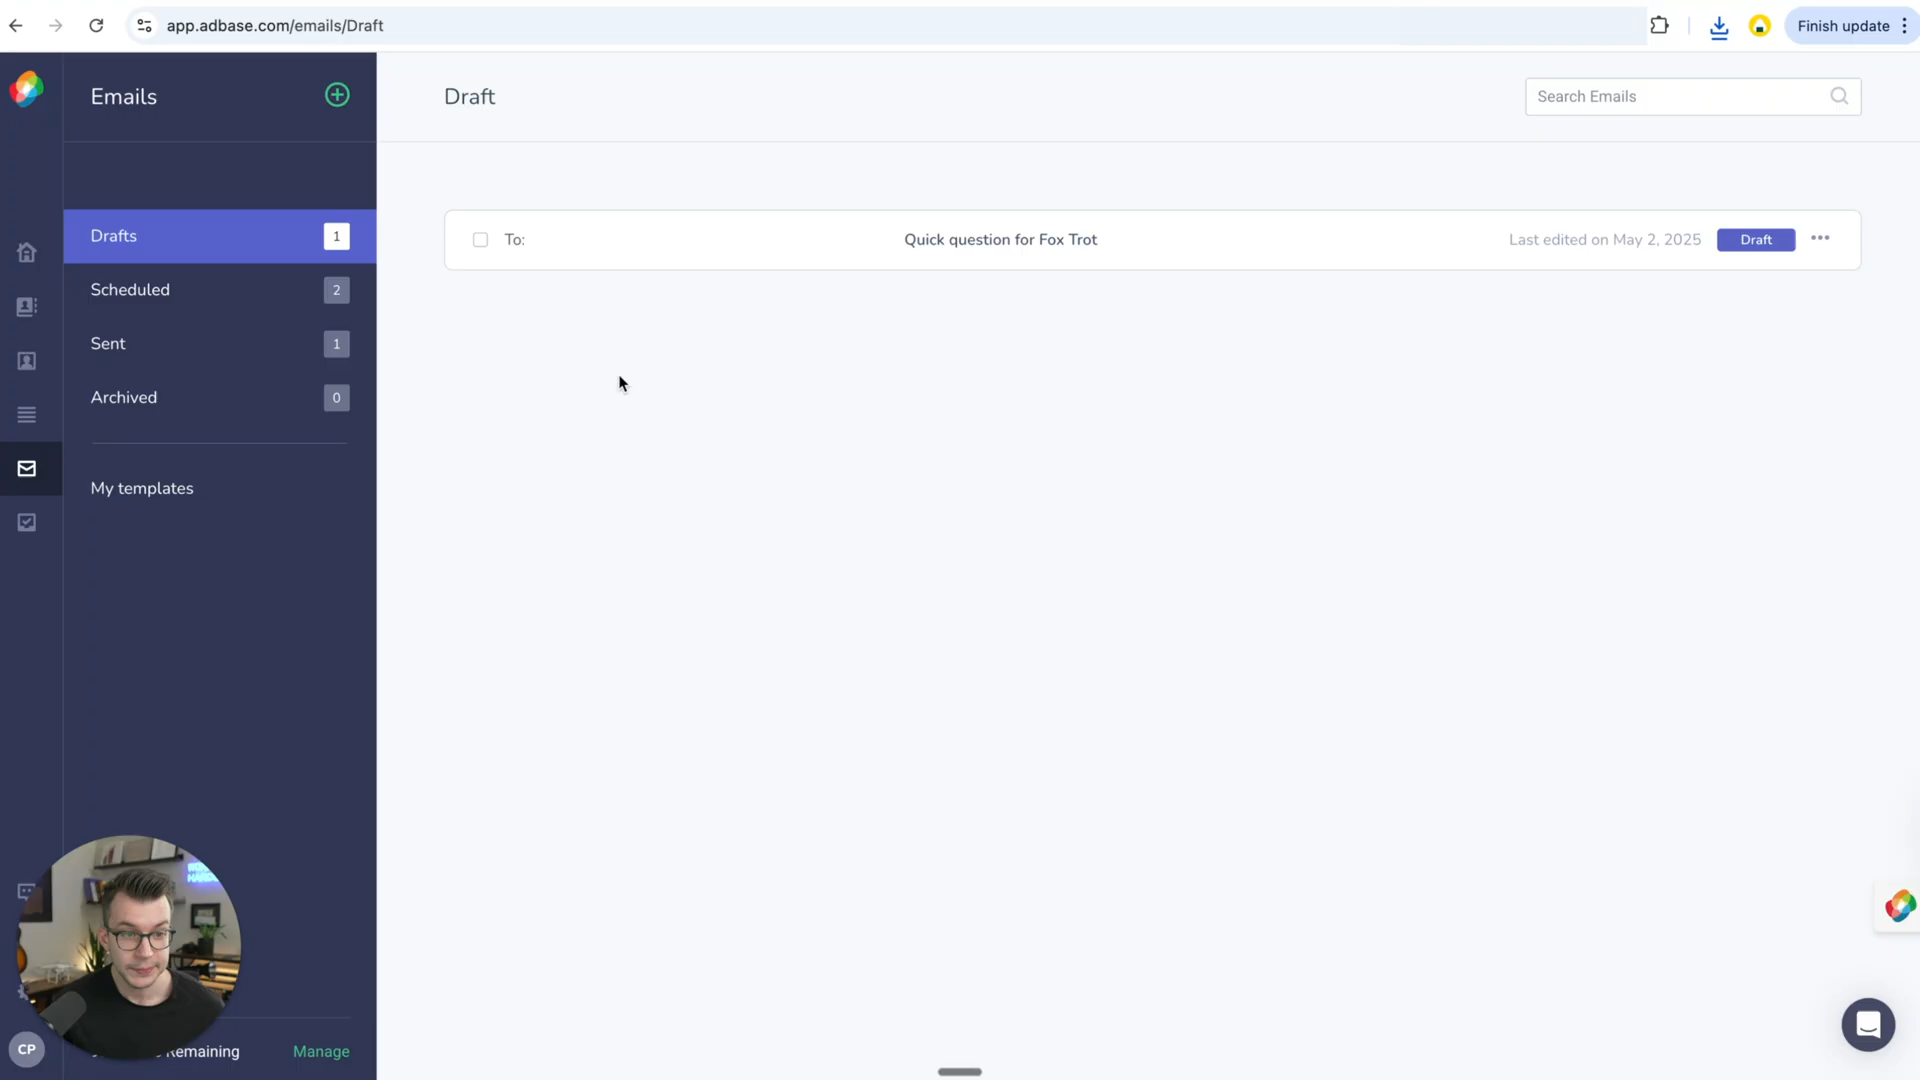 app.adbase.com/emails/Draft
Finish update
Emails
Draft
Search Emails
Drafts
1
To:
Quick question for Fox Trot
Last edited on May 2, 2025
Draft
Scheduled
2
Sent
1
Archived
0
My templates
CP
Remaining
Manage